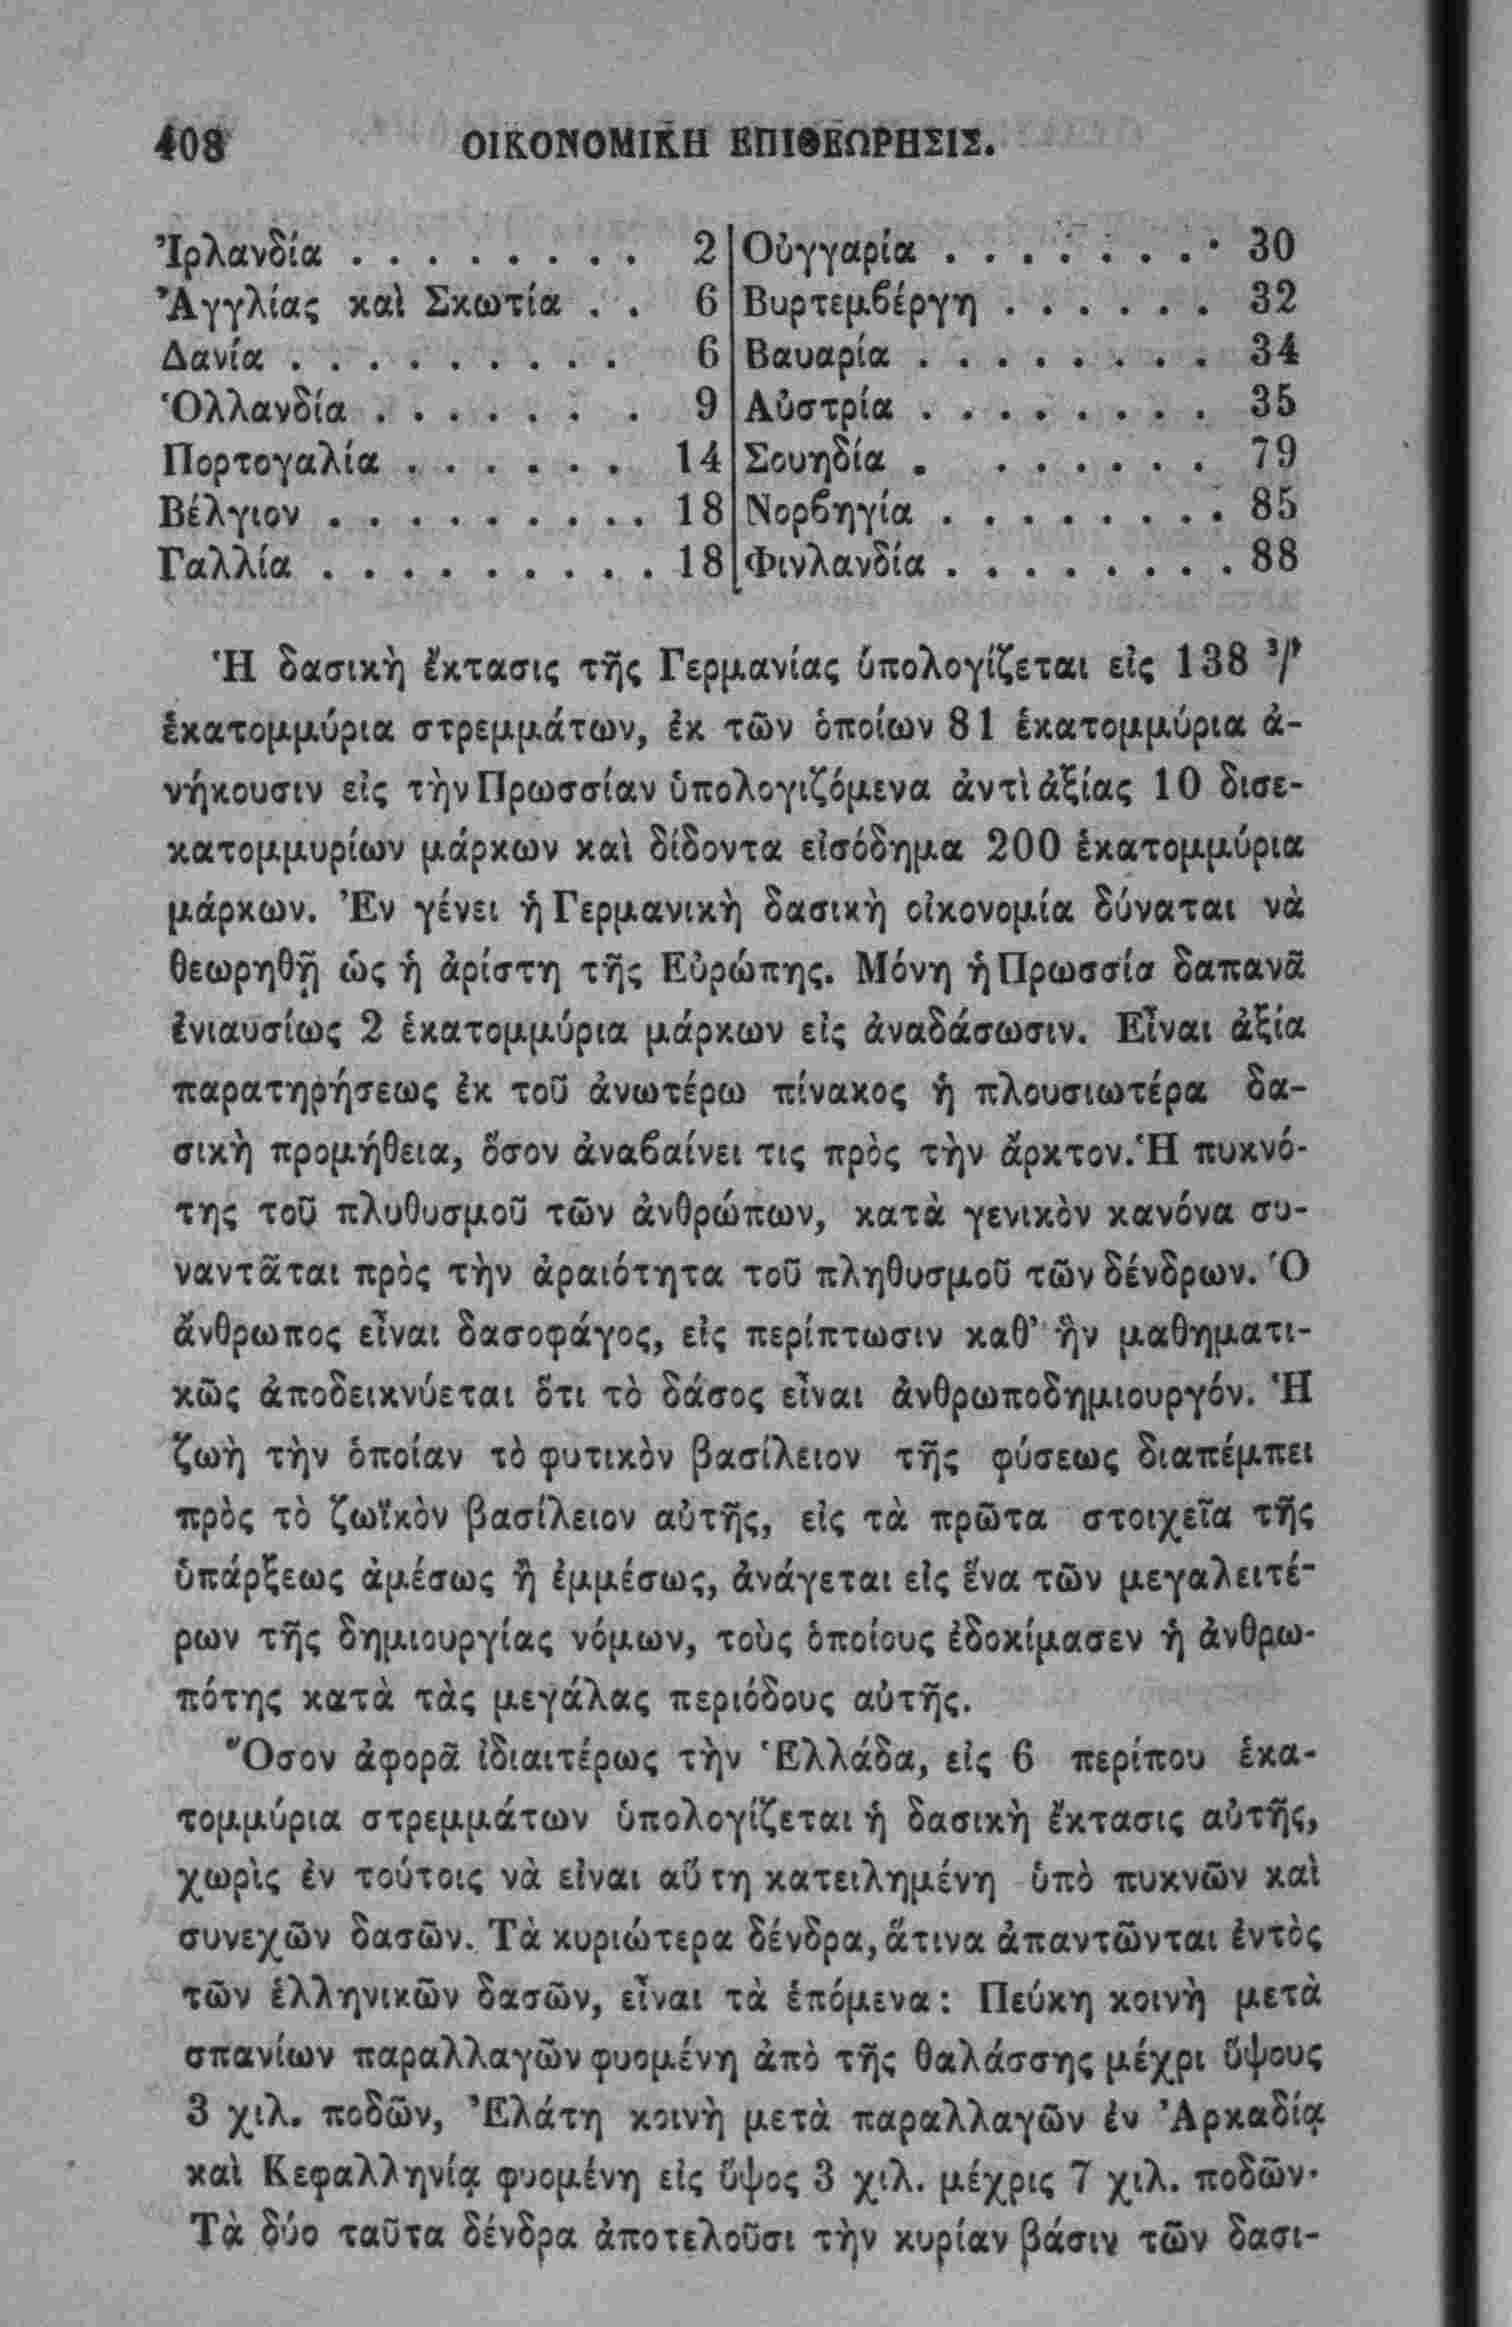 408 ΟΙΚΟΝΟΜΙΚΗ ΕΠΙΘΕΩΡΗΣΙΣ.
Ἰρλανδία . . . . . . . . 2
Ἀγγλίας καὶ Σκωτία . . 6
Δανία . . . . . . . . . 6
Ὁλλανδία . . . . . . . 9
Πορτογαλία . . . . . . 14
Βέλγιον . . . . . . . . . 18
Γαλλία . . . . . . . . . 18
Οὑγγαρία . . . . . . . . 30
Βυρτεμβέργη . . . . . . 32
Βαυαρία . . . . . . . . 34
Αὐστρία . . . . . . . . 35
Σουηδία . . . . . . . 79
Νορβηγία . . . . . . . . 85
Φινλανδία . . . . . . . . 88
Ἡ δασικὴ ἔκτασις τῆς Γερμανίας ὑπολογίζεται εἰς 138
ἑκατομμύρια στρεμμάτων, ἐκ τῶν ὁποίων 81 ἑκατομμύρια ἀ-
νήκουσιν εἰς τὴν Πρωσσίαν ὑπολογιζόμενα ἀντὶ ἀξίας 10 δισε-
κατομμυρίων μάρκων καὶ δίδοντα εἰσόδημα 200 ἑκατομμύρια
μάρκων. Ἐν γένει ἡ Γερμανικὴ δασικὴ οἰκονομία δύναται νὰ
θεωρηθῇ ὡς ἡ ἀρίστη τῆς Εὐρώπης. Μόνη ἡ Πρωσσία δαπανᾷ
ἐνιαυσίως 2 ἑκατομμύρια μάρκων εἰς ἀναδάσωσιν. Εἶναι ἀξία
παρατηρήσεως ἐκ τοῦ ἀνωτέρω πίνακος ἡ πλουσιωτέρα δα-
σικὴ προμήθεια, ὅσον ἀναβαίνει τις πρὸς τὴν ἄρκτον. Ἡ πυκνό-
της τοῦ πλυθυσμοῦ τῶν ἀνθρώπων, κατὰ γενικὸν κανόνα συ-
ναντᾶται πρὸς τὴν ἀραιότητα τοῦ πληθυσμοῦ τῶν δένδρων. Ὁ
ἄνθρωπος εἶναι δασοφάγος, εἰς περίπτωσιν καθ' ἣν μαθηματι-
κῶς ἀποδεικνύεται ὅτι τὸ δάσος εἶναι ἀνθρωποδημιουργόν. Ἡ
ζωὴ τὴν ὁποίαν τὸ φυτικὸν βασίλειον τῆς φύσεως διαπέμπει
πρὸς τὸ ζωϊκὸν βασίλειον αὐτῆς, εἰς τὰ πρῶτα στοιχεῖα τῆς
ὑπάρξεως ἀμέσως ἢ ἐμμέσως, ἀνάγεται εἰς ἕνα τῶν μεγαλειτέ-
ρων τῆς δημιουργίας νόμων, τοὺς ὁποίους ἐδοκίμασεν ἡ ἀνθρω-
πότης κατὰ τὰς μεγάλας περιόδους αὐτῆς.
Ὅσον ἀφορᾷ ἰδιαιτέρως τὴν Ἑλλάδα, εἰς 6 περίπου ἑκα-
τομμύρια στρεμμάτων ὑπολογίζεται ἡ δασικὴ ἔκτασις αὐτῆς,
χωρὶς ἐν τούτοις νὰ εἶναι αὕτη κατειλημένη ὑπὸ πυκνῶν καὶ
συνεχῶν δασῶν. Τὰ κυριώτερα δένδρα, ἅτινα ἀπαντῶνται ἐντὸς
τῶν ἑλληνικῶν δασῶν, εἶναι τὰ ἑπόμενα: Πεύκη κοινὴ μετὰ
σπανίων παραλλαγῶν φυομένη ἀπὸ τῆς θαλάσσης μέχρι ὕψους
3 χιλ. ποδῶν, Ἐλάτη κοινὴ μετὰ παραλλαγῶν ἐν Ἀρκαδίᾳ
καὶ Κεφαλληνίᾳ φυομένη εἰς ὕψος 3 χιλ. μέχρις 7 χιλ. ποδῶν·
Τὰ δύο ταῦτα δένδρα ἀποτελοῦσι τὴν κυρίαν βάσιν τῶν δασι-